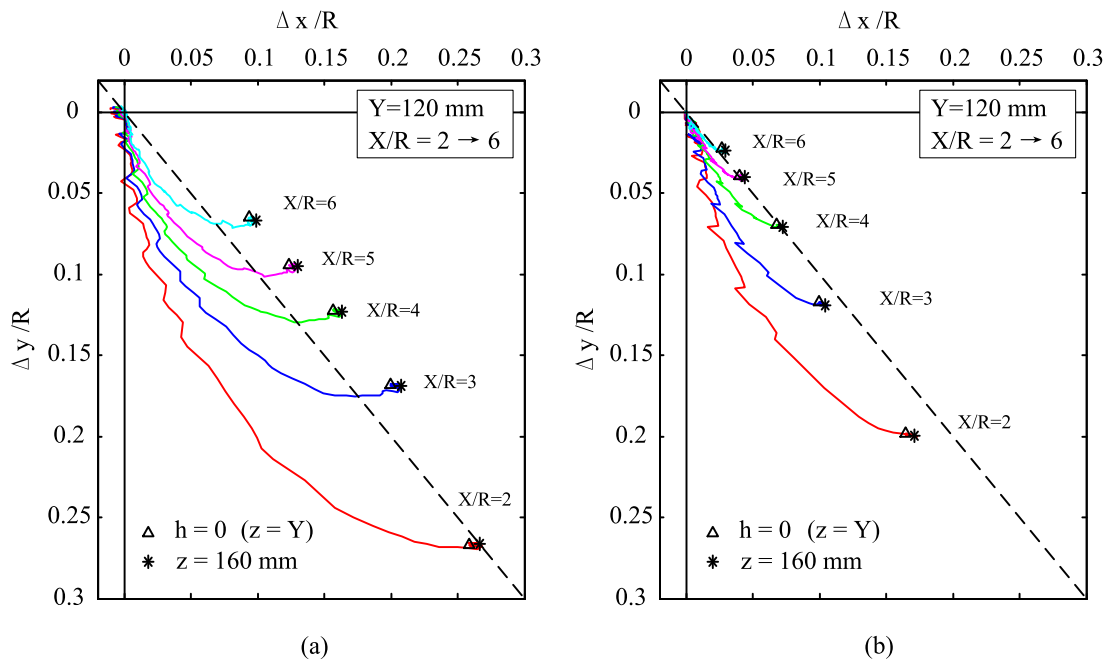 Δ x /R
0 0.05 0.1 0.15 0.2 0.25 0.3
Δ y /R
0
0.05
0.1
0.15
0.2
0.25
0.3
Y=120 mm
X/R = 2 → 6
X/R=6
X/R=5
X/R=4
X/R=3
X/R=2
h = 0 (z = Y)
z = 160 mm
(a)
Δ x /R
0 0.05 0.1 0.15 0.2 0.25 0.3
Δ y /R
0
0.05
0.1
0.15
0.2
0.25
0.3
Y=120 mm
X/R = 2 → 6
X/R=6
X/R=5
X/R=4
X/R=3
X/R=2
h = 0 (z = Y)
z = 160 mm
(b)